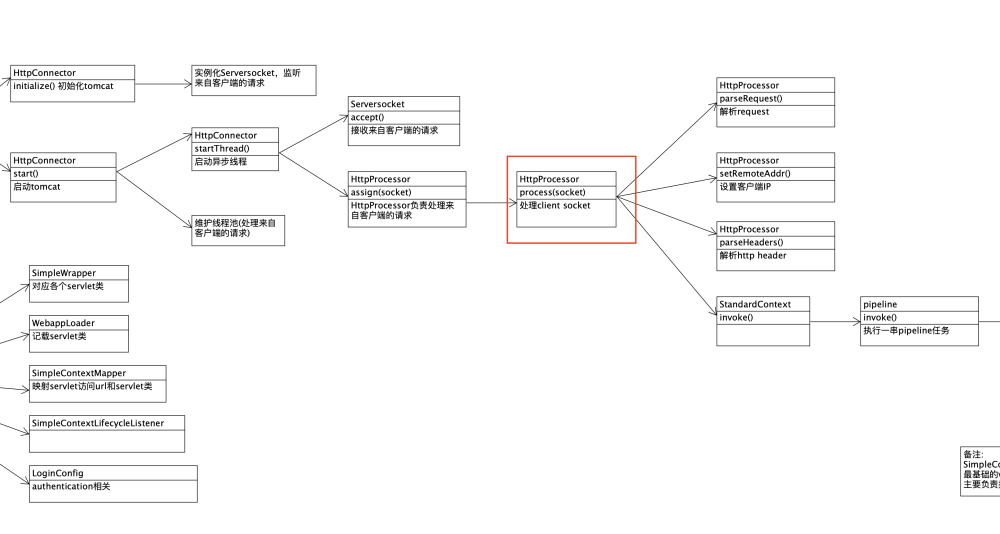 HttpConnector
initialize() 初始化tomcat
实例化Serversocket，监听
来自客户端的请求
HttpConnector
start()
启动tomcat
HttpConnector
startThread()
启动异步线程
维护线程池(处理来自
客户端的请求)
Serversocket
accept()
接收来自客户端的请求
HttpProcessor
assign(socket)
HttpProcessor负责处理来
自客户端的请求
HttpProcessor
process(socket)
处理client socket
HttpProcessor
parseRequest()
解析request
HttpProcessor
setRemoteAddr()
设置客户端IP
HttpProcessor
parseHeaders()
解析http header
StandardContext
invoke()
pipeline
invoke()
执行一串pipeline任务
SimpleWrapper
对应各个servlet类
WebappLoader
记载servlet类
SimpleContextMapper
映射servlet访问url和servlet类
SimpleContextLifecycleListener
LoginConfig
authentication相关
备注:
SimpleCo
最基础的
主要负责